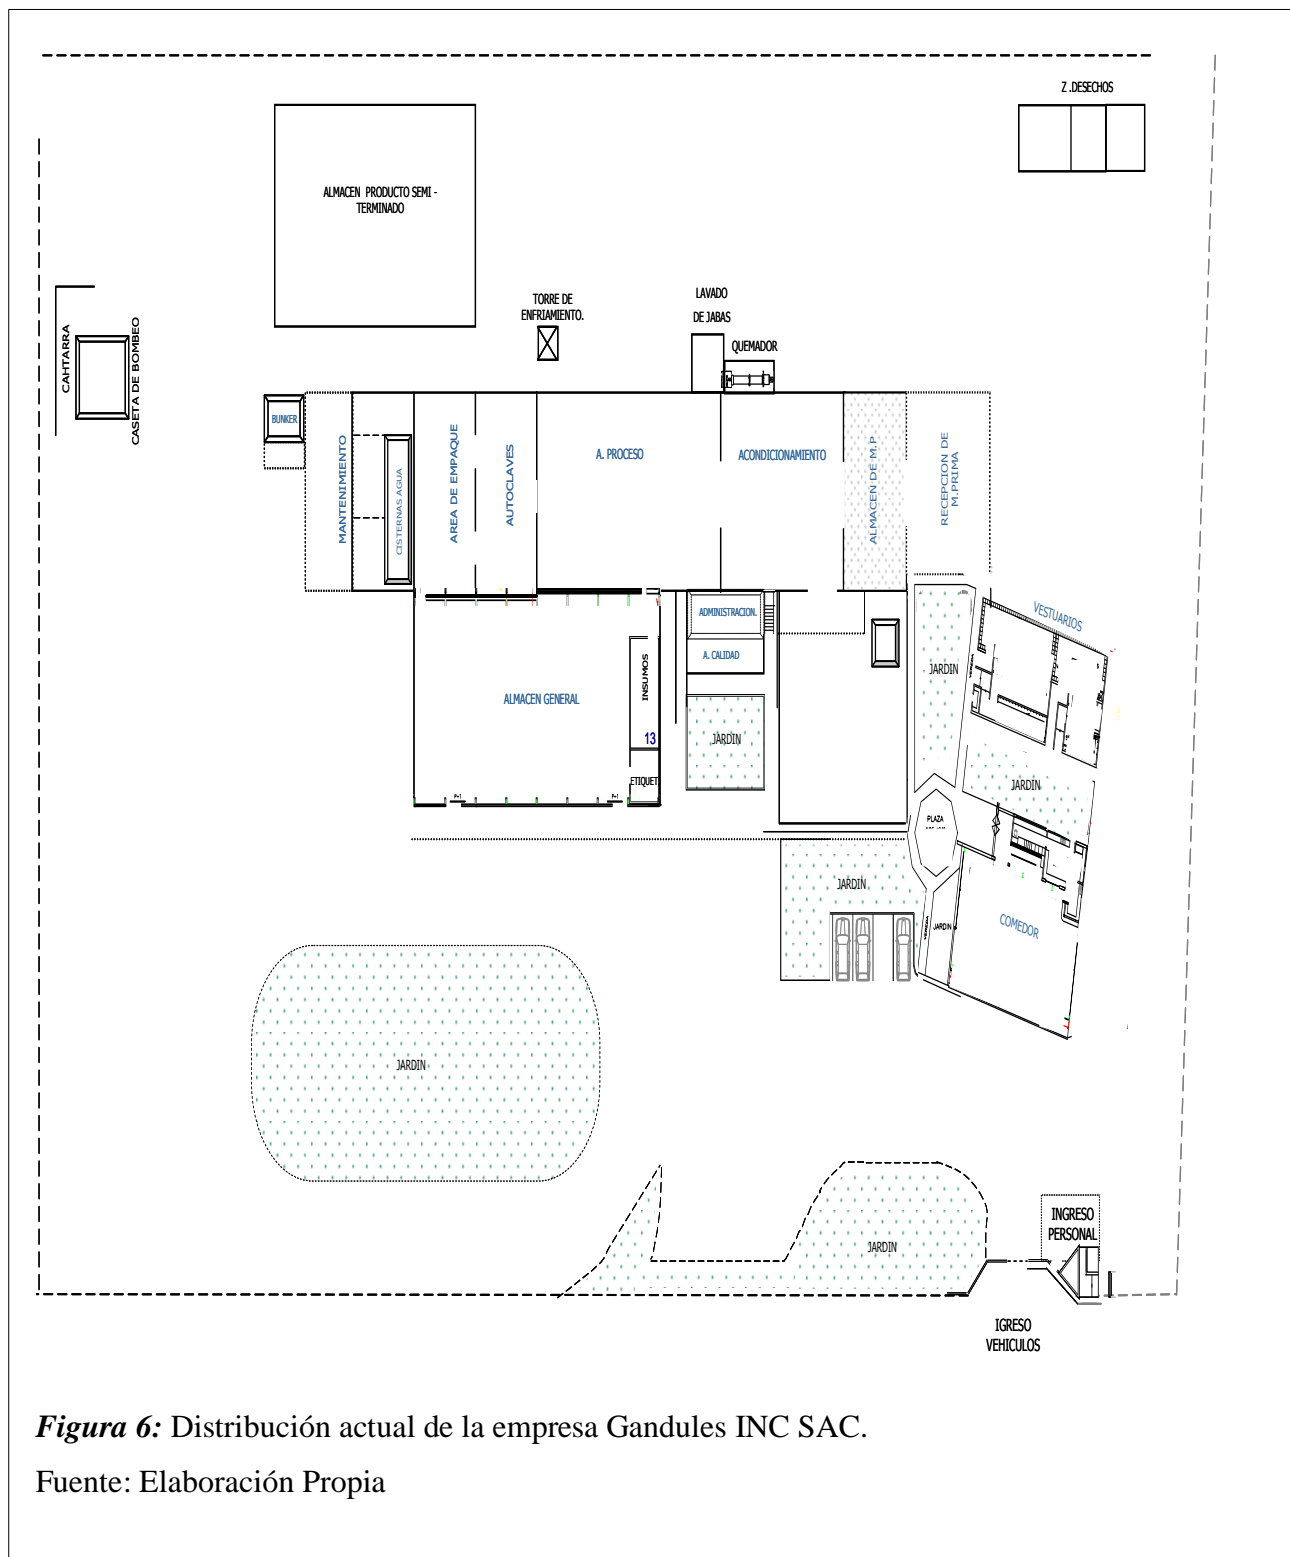 Z .DESECHOS
ALMACEN PRODUCTO SEMI -
TERMINADO
CAHTARRA
CASETA DE BOMBEO
TORRE DE
ENFRIAMIENTO.
LAVADO
DE JABAS
QUEMADOR
BUNKER
MANTENIMIENTO
CISTERNAS AGUA
AREA DE EMPAQUE
AUTOCLAVES
A. PROCESO
ACONDICIONAMIENTO
ALMACEN DE M.P
RECEPCION DE
M.PRIMA
ADMINISTRACION.
A. CALIDAD
VESTUARIOS
JARDIN
VEREDA
INSUMOS
ALMACEN GENERAL
13
JARDIN
ETIQUET
JARDIN
PLAZA
JARDIN
COMEDOR
VEREDA
JARDIN
JARDIN
JARDIN
INGRESO
PERSONAL
IGRESO
VEHICULOS
Figura 6: Distribución actual de la empresa Gandules INC SAC.
Fuente: Elaboración Propia